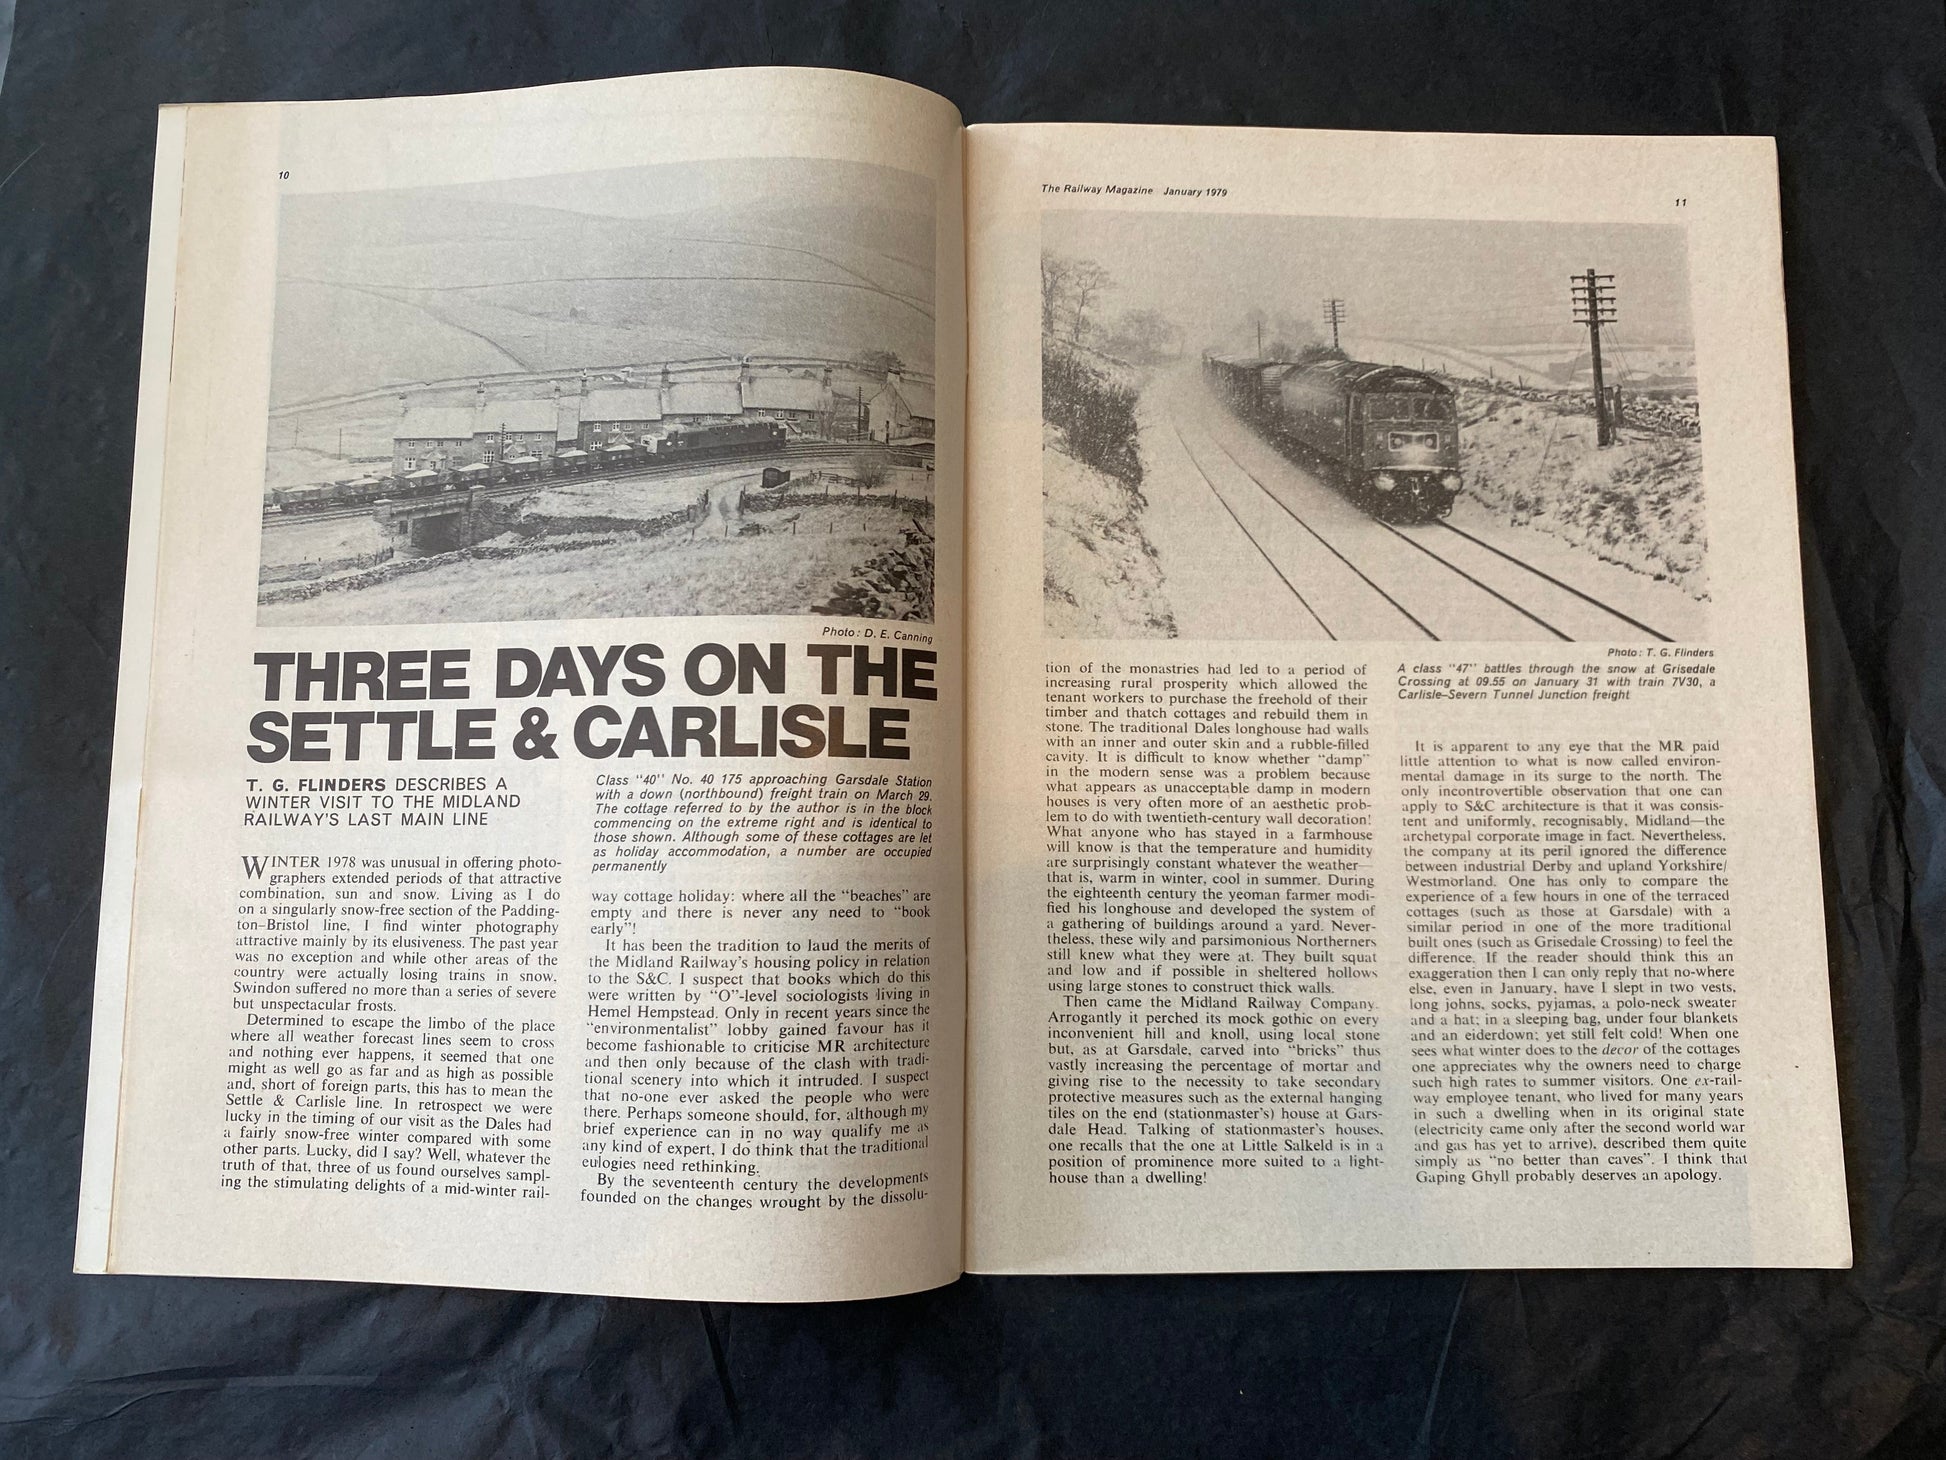 10
Photo: D. E. Canning
THREE DAYS ON THE
SETTLE & CARLISLE
T. G. FLINDERS DESCRIBES A
WINTER VISIT TO THE MIDLAND
RAILWAY'S LAST MAIN LINE
WINTER 1978 was unusual in offering photo-
graphers extended periods of that attractive
combination, sun and snow. Living as I do
on a singularly snow-free section of the Padding-
ton–Bristol line, I find winter photography
attractive mainly by its elusiveness. The past year
was no exception and while other areas of the
country were actually losing trains in snow,
Swindon suffered no more than a series of severe
but unspectacular frosts.
Determined to escape the limbo of the place
where all weather forecast lines seem to cross
and nothing ever happens, it seemed that one
might as well go as far and as high as possible
and, short of foreign parts, this has to mean the
Settle & Carlisle line. In retrospect we were
lucky in the timing of our visit as the Dales had
a fairly snow-free winter compared with some
other parts. Lucky, did I say? Well, whatever the
truth of that, three of us found ourselves sampl-
ing the stimulating delights of a mid-winter rail-
Class "40" No. 40 175 approaching Garsdale Station
with a down (northbound) freight train on March 29.
The cottage referred to by the author is in the block
commencing on the extreme right and is identical to
those shown. Although some of these cottages are let
as holiday accommodation, a number are occupied
permanently
way cottage holiday: where all the "beaches" are
empty and there is never any need to "book
early"!
It has been the tradition to laud the merits of
the Midland Railway's housing policy in relation
to the S&C. I suspect that books which do this
were written by "O"-level sociologists living in
Hemel Hempstead. Only in recent years since the
"environmentalist" lobby gained favour has it
become fashionable to criticise MR architecture
and then only because of the clash with tradi-
tional scenery into which it intruded. I suspect
that no-one ever asked the people who were
there. Perhaps someone should, for, although my
brief experience can in no way qualify me as
any kind of expert, I do think that the traditional
eulogies need rethinking.
By the seventeenth century the developments
founded on the changes wrought by the dissolu-
The Railway Magazine January 1979
11
Photo: T. G. Flinders
A class "47" battles through the snow at Grisedale
Crossing at 09.55 on January 31 with train 7V30, a
Carlisle–Severn Tunnel Junction freight
tion of the monastries had led to a period of
increasing rural prosperity which allowed the
tenant workers to purchase the freehold of their
timber and thatch cottages and rebuild them in
stone. The traditional Dales longhouse had walls
with an inner and outer skin and a rubble-filled
cavity. It is difficult to know whether "damp"
in the modern sense was a problem because
what appears as unacceptable damp in modern
houses is very often more of an aesthetic prob-
lem to do with twentieth-century wall decoration!
What anyone who has stayed in a farmhouse
will know is that the temperature and humidity
are surprisingly constant whatever the weather—
that is, warm in winter, cool in summer. During
the eighteenth century the yeoman farmer modi-
fied his longhouse and developed the system of
a gathering of buildings around a yard. Never-
theless, these wily and parsimonious Northerners
still knew what they were at. They built squat
and low and if possible in sheltered hollows
using large stones to construct thick walls.
Then came the Midland Railway Company.
Arrogantly it perched its mock gothic on every
inconvenient hill and knoll, using local stone
but, as at Garsdale, carved into "bricks" thus
vastly increasing the percentage of mortar and
giving rise to the necessity to take secondary
protective measures such as the external hanging
tiles on the end (stationmaster's) house at Gars-
dale Head. Talking of stationmaster's houses,
one recalls that the one at Little Salkeld is in a
position of prominence more suited to a light-
house than a dwelling!
It is apparent to any eye that the MR paid
little attention to what is now called environ-
mental damage in its surge to the north. The
only incontrovertible observation that one can
apply to S&C architecture is that it was consis-
tent and uniformly, recognisably, Midland—the
archetypal corporate image in fact. Nevertheless,
the company at its peril ignored the difference
between industrial Derby and upland Yorkshire/
Westmorland. One has only to compare the
experience of a few hours in one of the terraced
cottages (such as those at Garsdale) with a
similar period in one of the more traditional
built ones (such as Grisedale Crossing) to feel the
difference. If the reader should think this an
exaggeration then I can only reply that no-where
else, even in January, have I slept in two vests,
long johns, socks, pyjamas, a polo-neck sweater
and a hat; in a sleeping bag, under four blankets
and an eiderdown; yet still felt cold! When one
sees what winter does to the decor of the cottages
one appreciates why the owners need to charge
such high rates to summer visitors. One ex-rail-
way employee tenant, who lived for many years
in such a dwelling when in its original state
(electricity came only after the second world war
and gas has yet to arrive), described them quite
simply as "no better than caves". I think that
Gaping Ghyll probably deserves an apology.